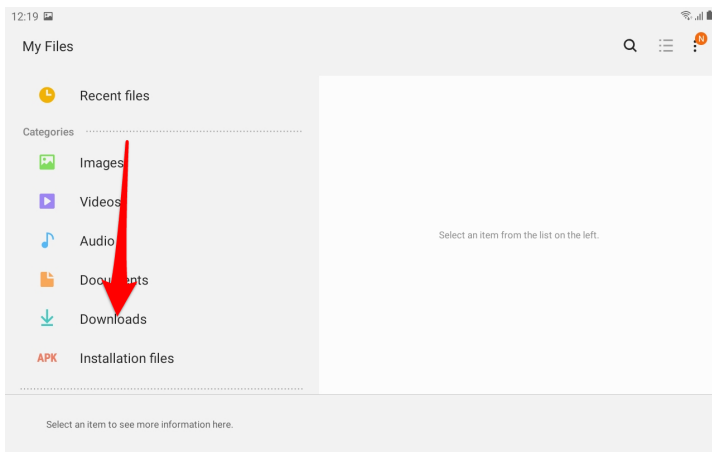 12:19
My Files
N
Recent files
Categories
Images
Videos
Audio
Documents
Downloads
APK Installation files
Select an item from the list on the left.
Select an item to see more information here.